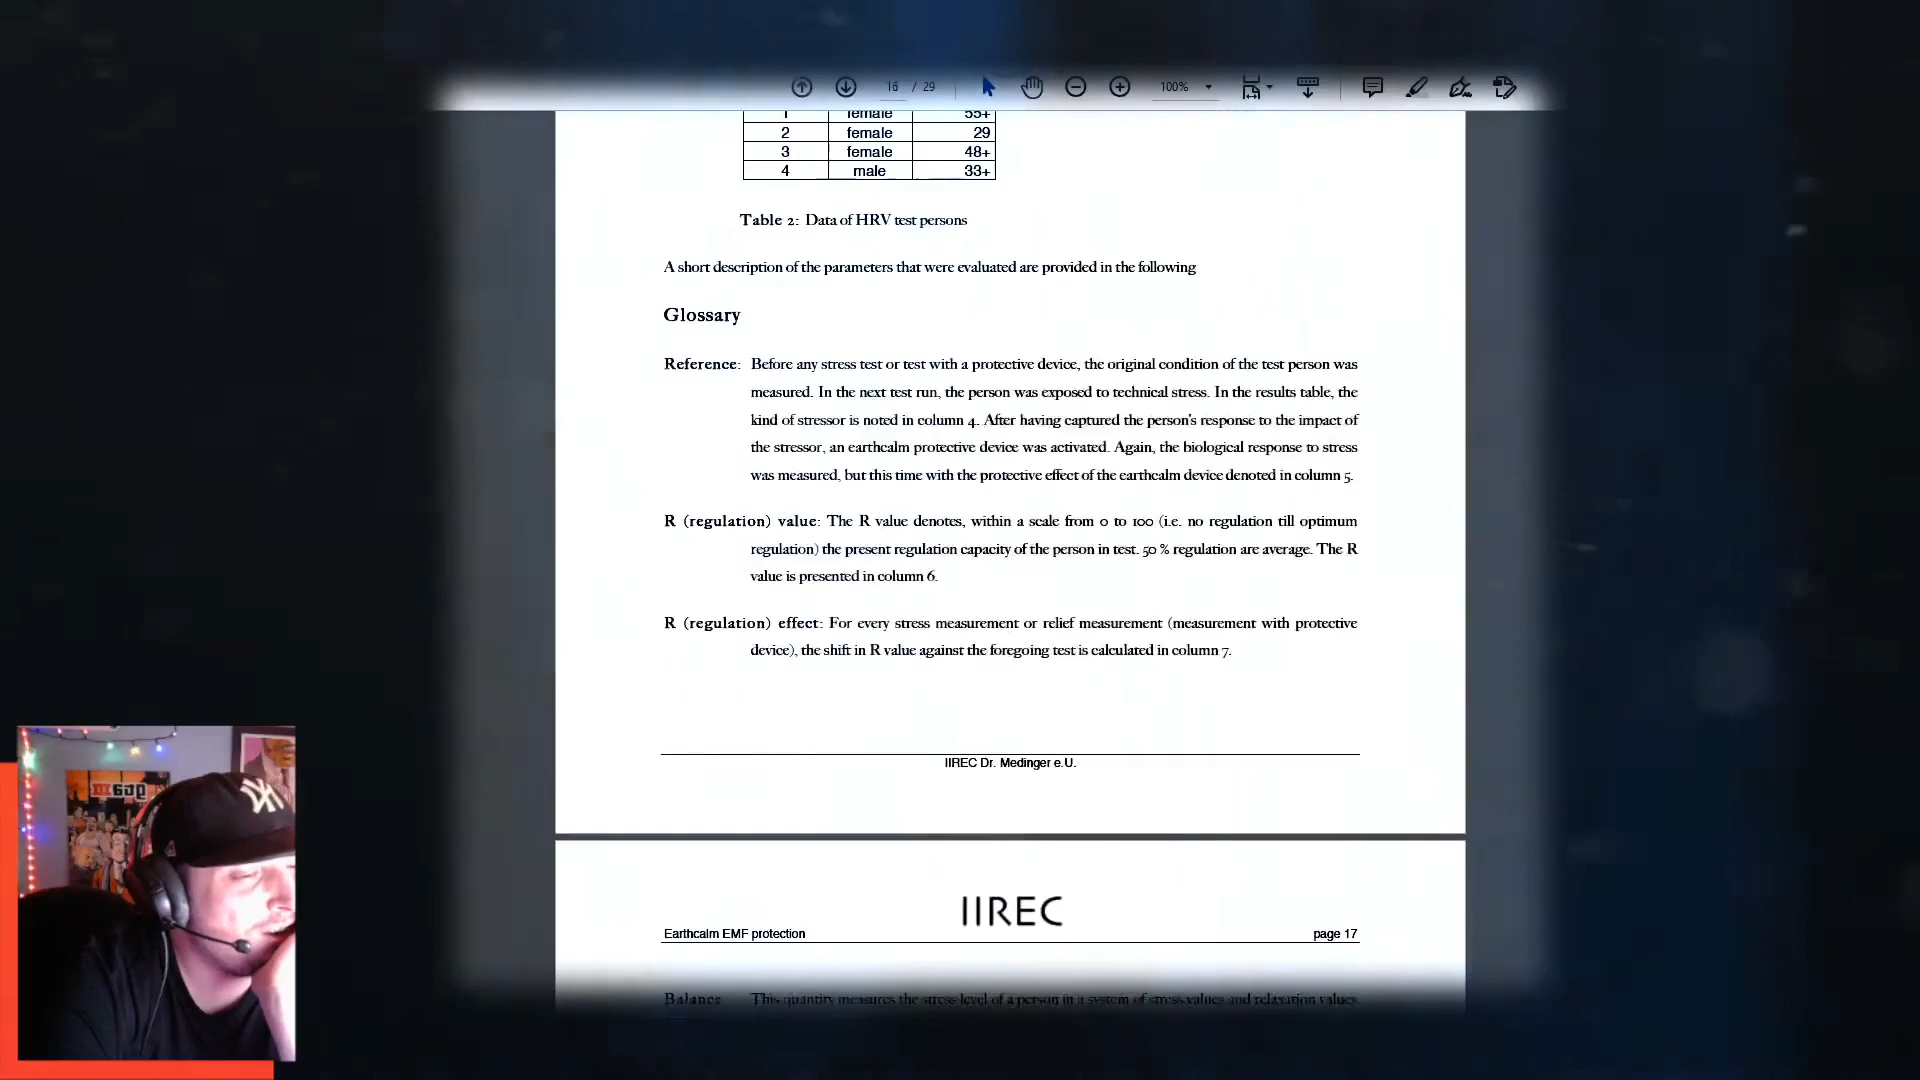 16 / 29
100%
1 female 55+
2 female 29
3 female 48+
4 male 33+
Table 2: Data of HRV test persons
A short description of the parameters that were evaluated are provided in the following
Glossary
Reference: Before any stress test or test with a protective device, the original condition of the test person was
measured. In the next test run, the person was exposed to technical stress. In the results table, the
kind of stressor is noted in column 4. After having captured the person's response to the impact of
the stressor, an earthcalm protective device was activated. Again, the biological response to stress
was measured, but this time with the protective effect of the earthcalm device denoted in column 5.
R (regulation) value: The R value denotes, within a scale from 0 to 100 (i.e. no regulation till optimum
regulation) the present regulation capacity of the person in test. 50 % regulation are average. The R
value is presented in column 6.
R (regulation) effect: For every stress measurement or relief measurement (measurement with protective
device), the shift in R value against the foregoing test is calculated in column 7.
IIREC Dr. Medinger e.U.
IIREC
Earthcalm EMF protection page 17
Balance This quantity measures the stress level of a person in a system of stress values and relaxation values,